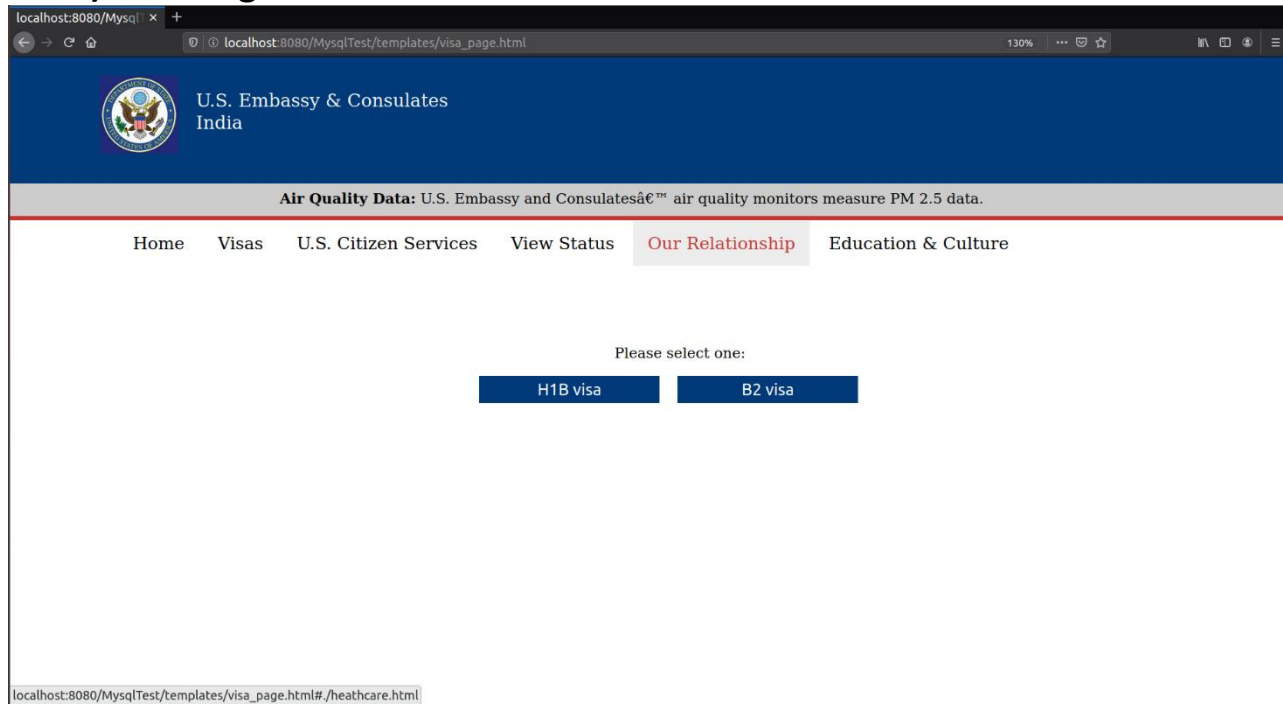 localhost:8080/Mysql
localhost:8080/MysqlTest/templates/visa_page.html 130%
U.S. Embassy & Consulates
India
Air Quality Data: U.S. Embassy and Consulatesâ€™ air quality monitors measure PM 2.5 data.
Home Visas U.S. Citizen Services View Status Our Relationship Education & Culture
Please select one:
H1B visa B2 visa
localhost:8080/MysqlTest/templates/visa_page.html#./heathcare.html